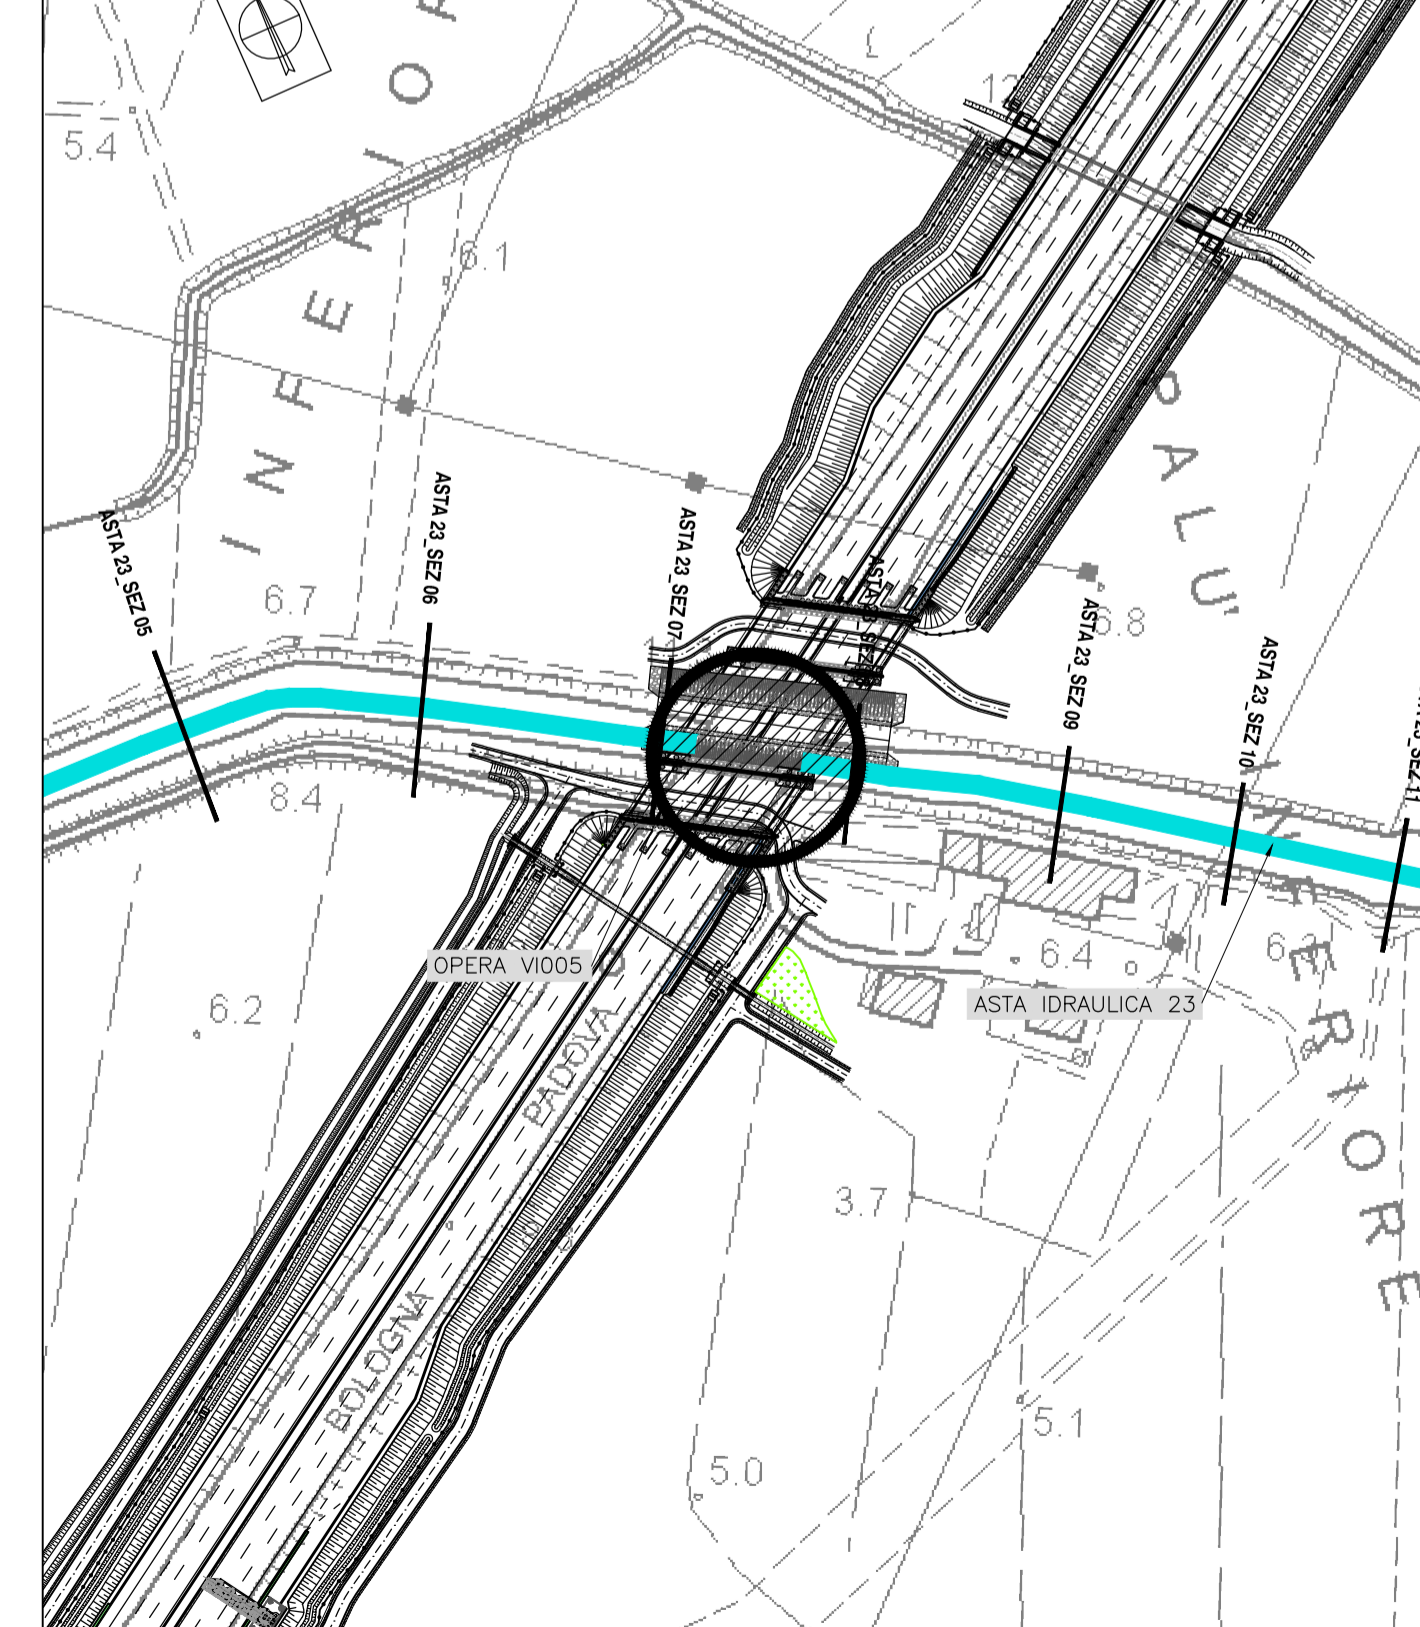 5.4
I N F E R I O R
6.1
P A L U'
ASTA 23_SEZ 05
ASTA 23_SEZ 06
ASTA 23_SEZ 07
ASTA 23_SEZ 09
ASTA 23_SEZ 10
6.7
6.8
8.4
OPERA VI005
6.4
ASTA IDRAULICA 23
6.2
PADOVA
BOLOGNA
E R I O R E
3.7
5.1
5.0